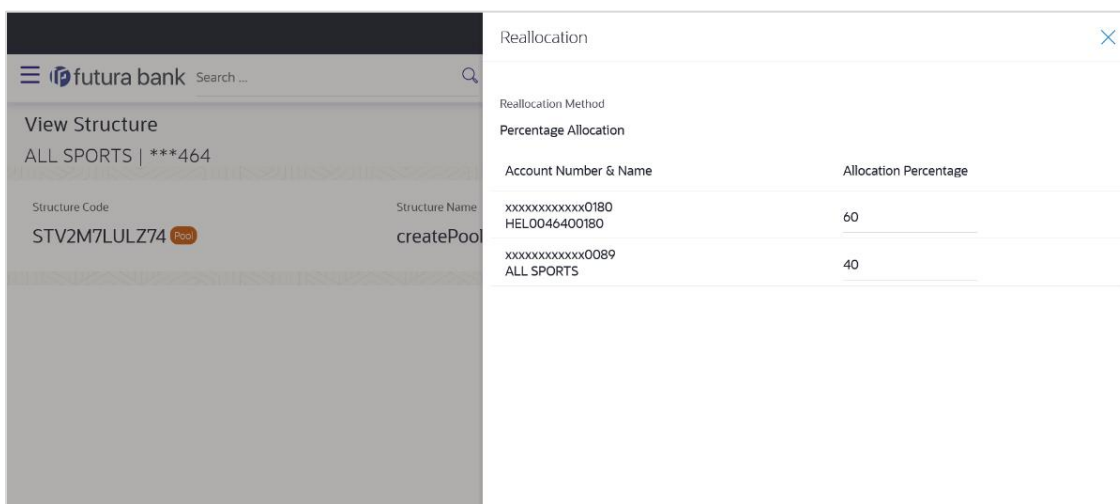 Reallocation
futura bank Search ...
View Structure
ALL SPORTS | ***464
Structure Code
STV2M7LULZ74 Pool
Structure Name
createPool
Reallocation Method
Percentage Allocation
Account Number & Name Allocation Percentage
xxxxxxxxxxxx0180
HEL0046400180
60
xxxxxxxxxxxx0089
ALL SPORTS
40